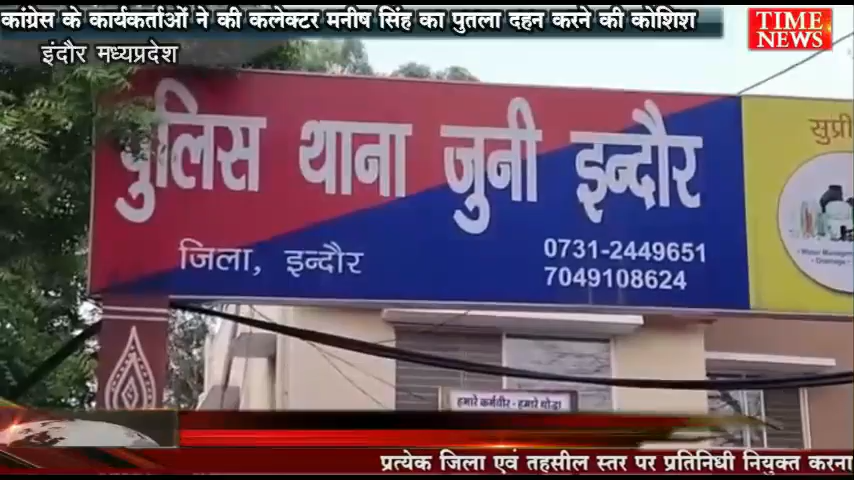 कांग्रेस के कार्यकर्ताओं ने की कलेक्टर मनीष सिंह का पुतला दहन करने की कोशिश
TIME
NEWS
इंदौर मध्यप्रदेश
पुलिस थाना जुनी इन्दौर
जिला, इन्दौर
0731-2449651
7049108624
सुप्री
हमारे कर्मवीर - हमारे योद्धा
प्रत्येक जिला एवं तहसील स्तर पर प्रतिनिधी नियुक्त करना